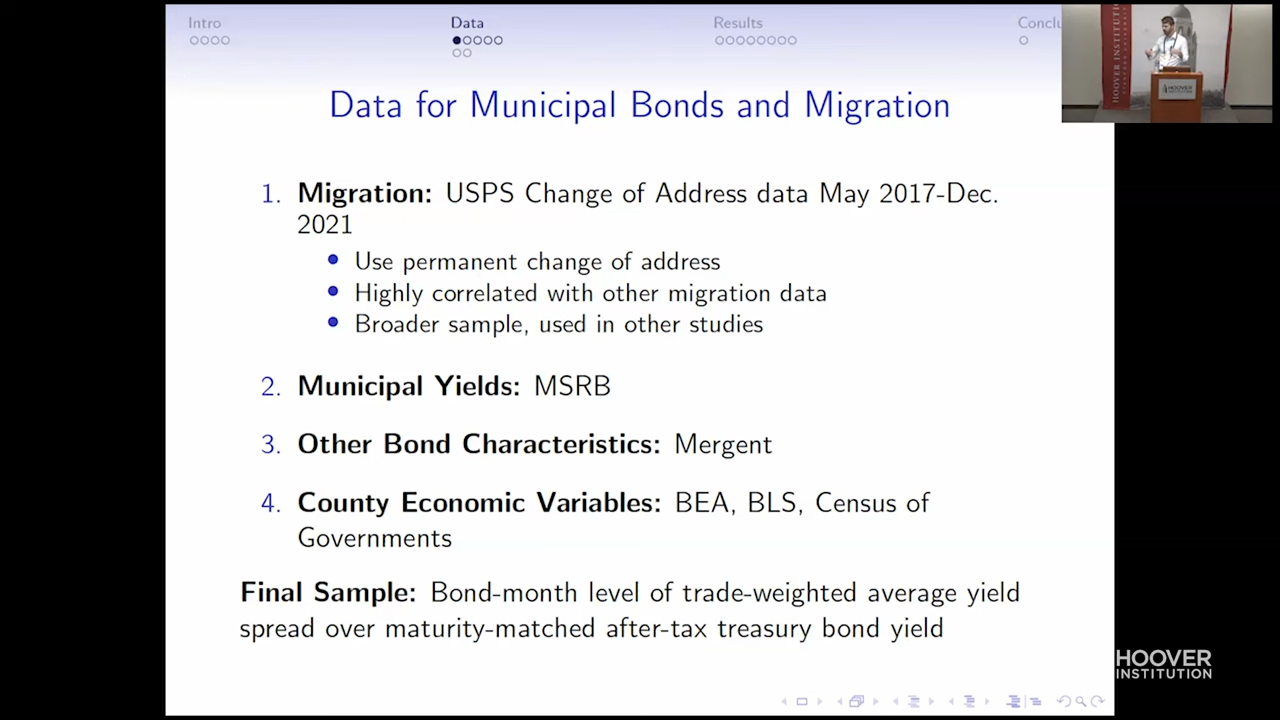 Intro
Data
Results
Conclu
Data for Municipal Bonds and Migration
1. Migration: USPS Change of Address data May 2017-Dec.
2021
Use permanent change of address
Highly correlated with other migration data
Broader sample, used in other studies
2. Municipal Yields: MSRB
3. Other Bond Characteristics: Mergent
4. County Economic Variables: BEA, BLS, Census of
Governments
Final Sample: Bond-month level of trade-weighted average yield
spread over maturity-matched after-tax treasury bond yield
HOOVER
INSTITUTION
HOOVER INSTITUTION
HOOVER
INSTITUTION